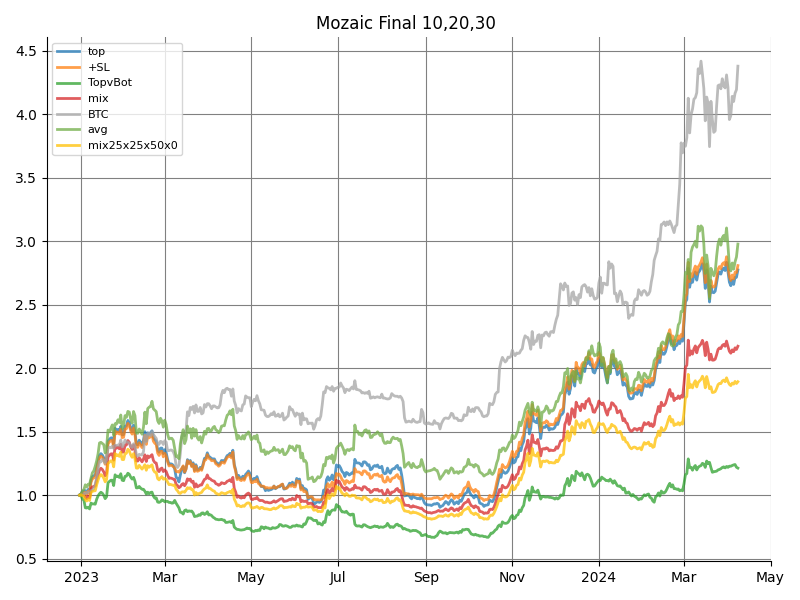 Mozaic Final 10,20,30
top
+SL
TopvBot
mix
BTC
avg
mix25x25x50x0
4.5
4.0
3.5
3.0
2.5
2.0
1.5
1.0
0.5
2023 Mar May Jul Sep Nov 2024 Mar May